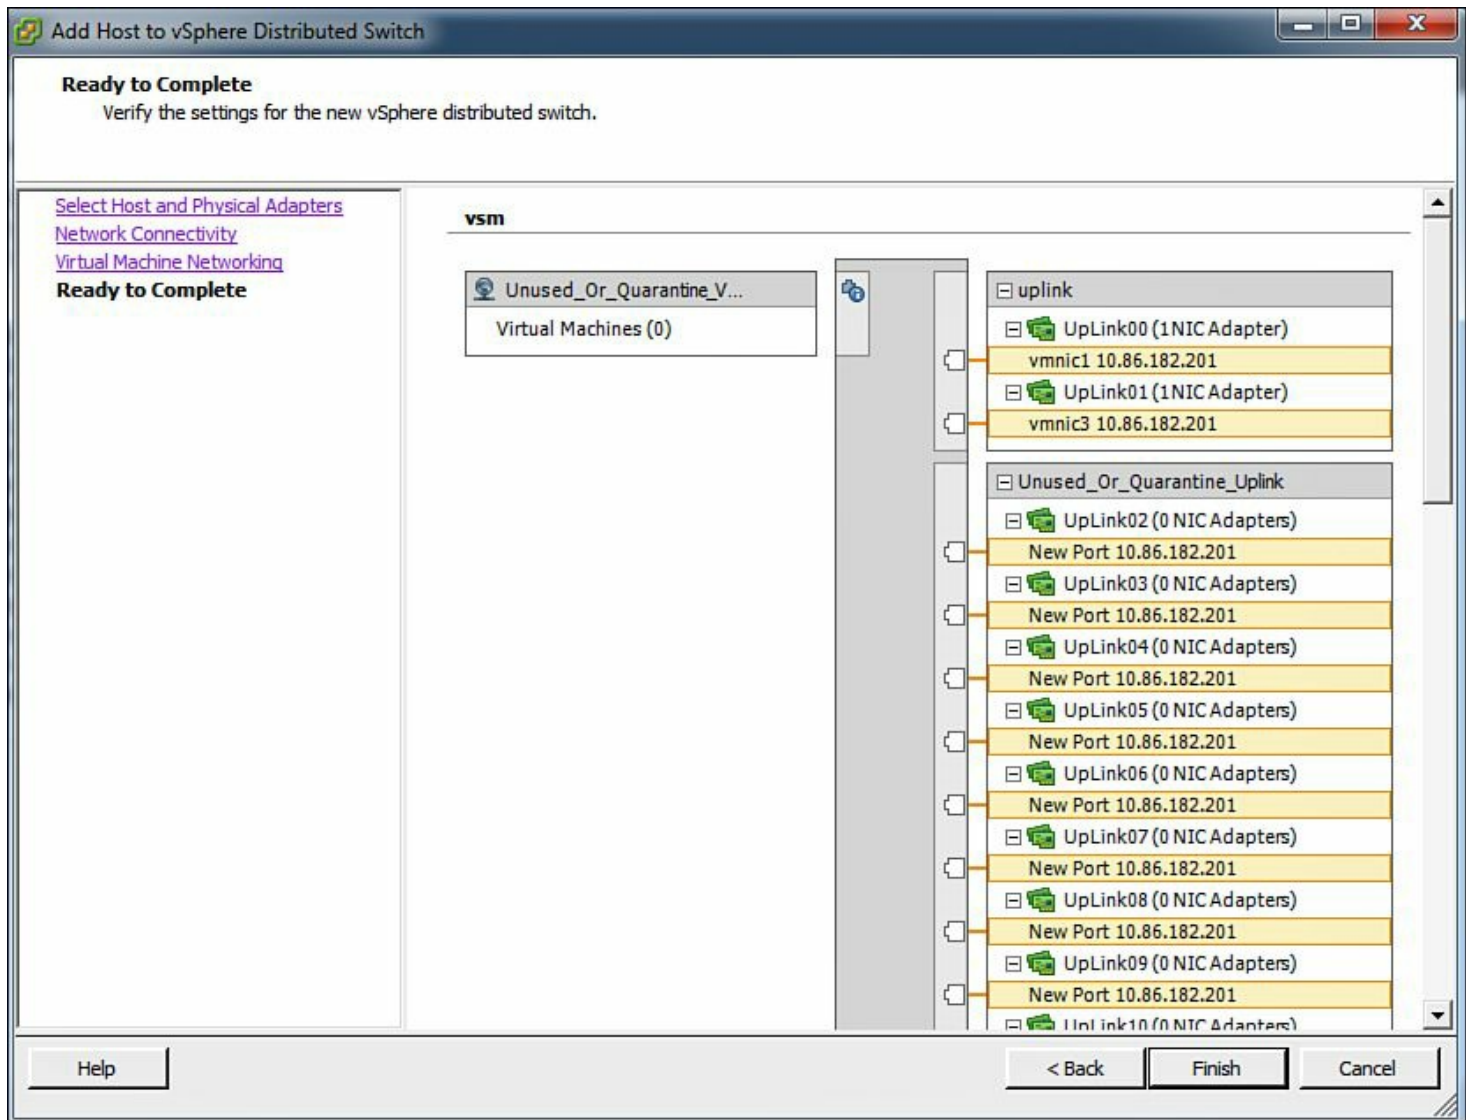 Add Host to vSphere Distributed Switch
Ready to Complete
Verify the settings for the new vSphere distributed switch.
Select Host and Physical Adapters
Network Connectivity
Virtual Machine Networking
Ready to Complete
vsm
Unused_Or_Quarantine_V...
Virtual Machines (0)
uplink
UpLink00 (1 NIC Adapter)
vmnic1 10.86.182.201
UpLink01 (1 NIC Adapter)
vmnic3 10.86.182.201
Unused_Or_Quarantine_Uplink
UpLink02 (0 NIC Adapters)
New Port 10.86.182.201
UpLink03 (0 NIC Adapters)
New Port 10.86.182.201
UpLink04 (0 NIC Adapters)
New Port 10.86.182.201
UpLink05 (0 NIC Adapters)
New Port 10.86.182.201
UpLink06 (0 NIC Adapters)
New Port 10.86.182.201
UpLink07 (0 NIC Adapters)
New Port 10.86.182.201
UpLink08 (0 NIC Adapters)
New Port 10.86.182.201
UpLink09 (0 NIC Adapters)
New Port 10.86.182.201
UpLink10 (0 NIC Adapters)
Help
< Back
Finish
Cancel